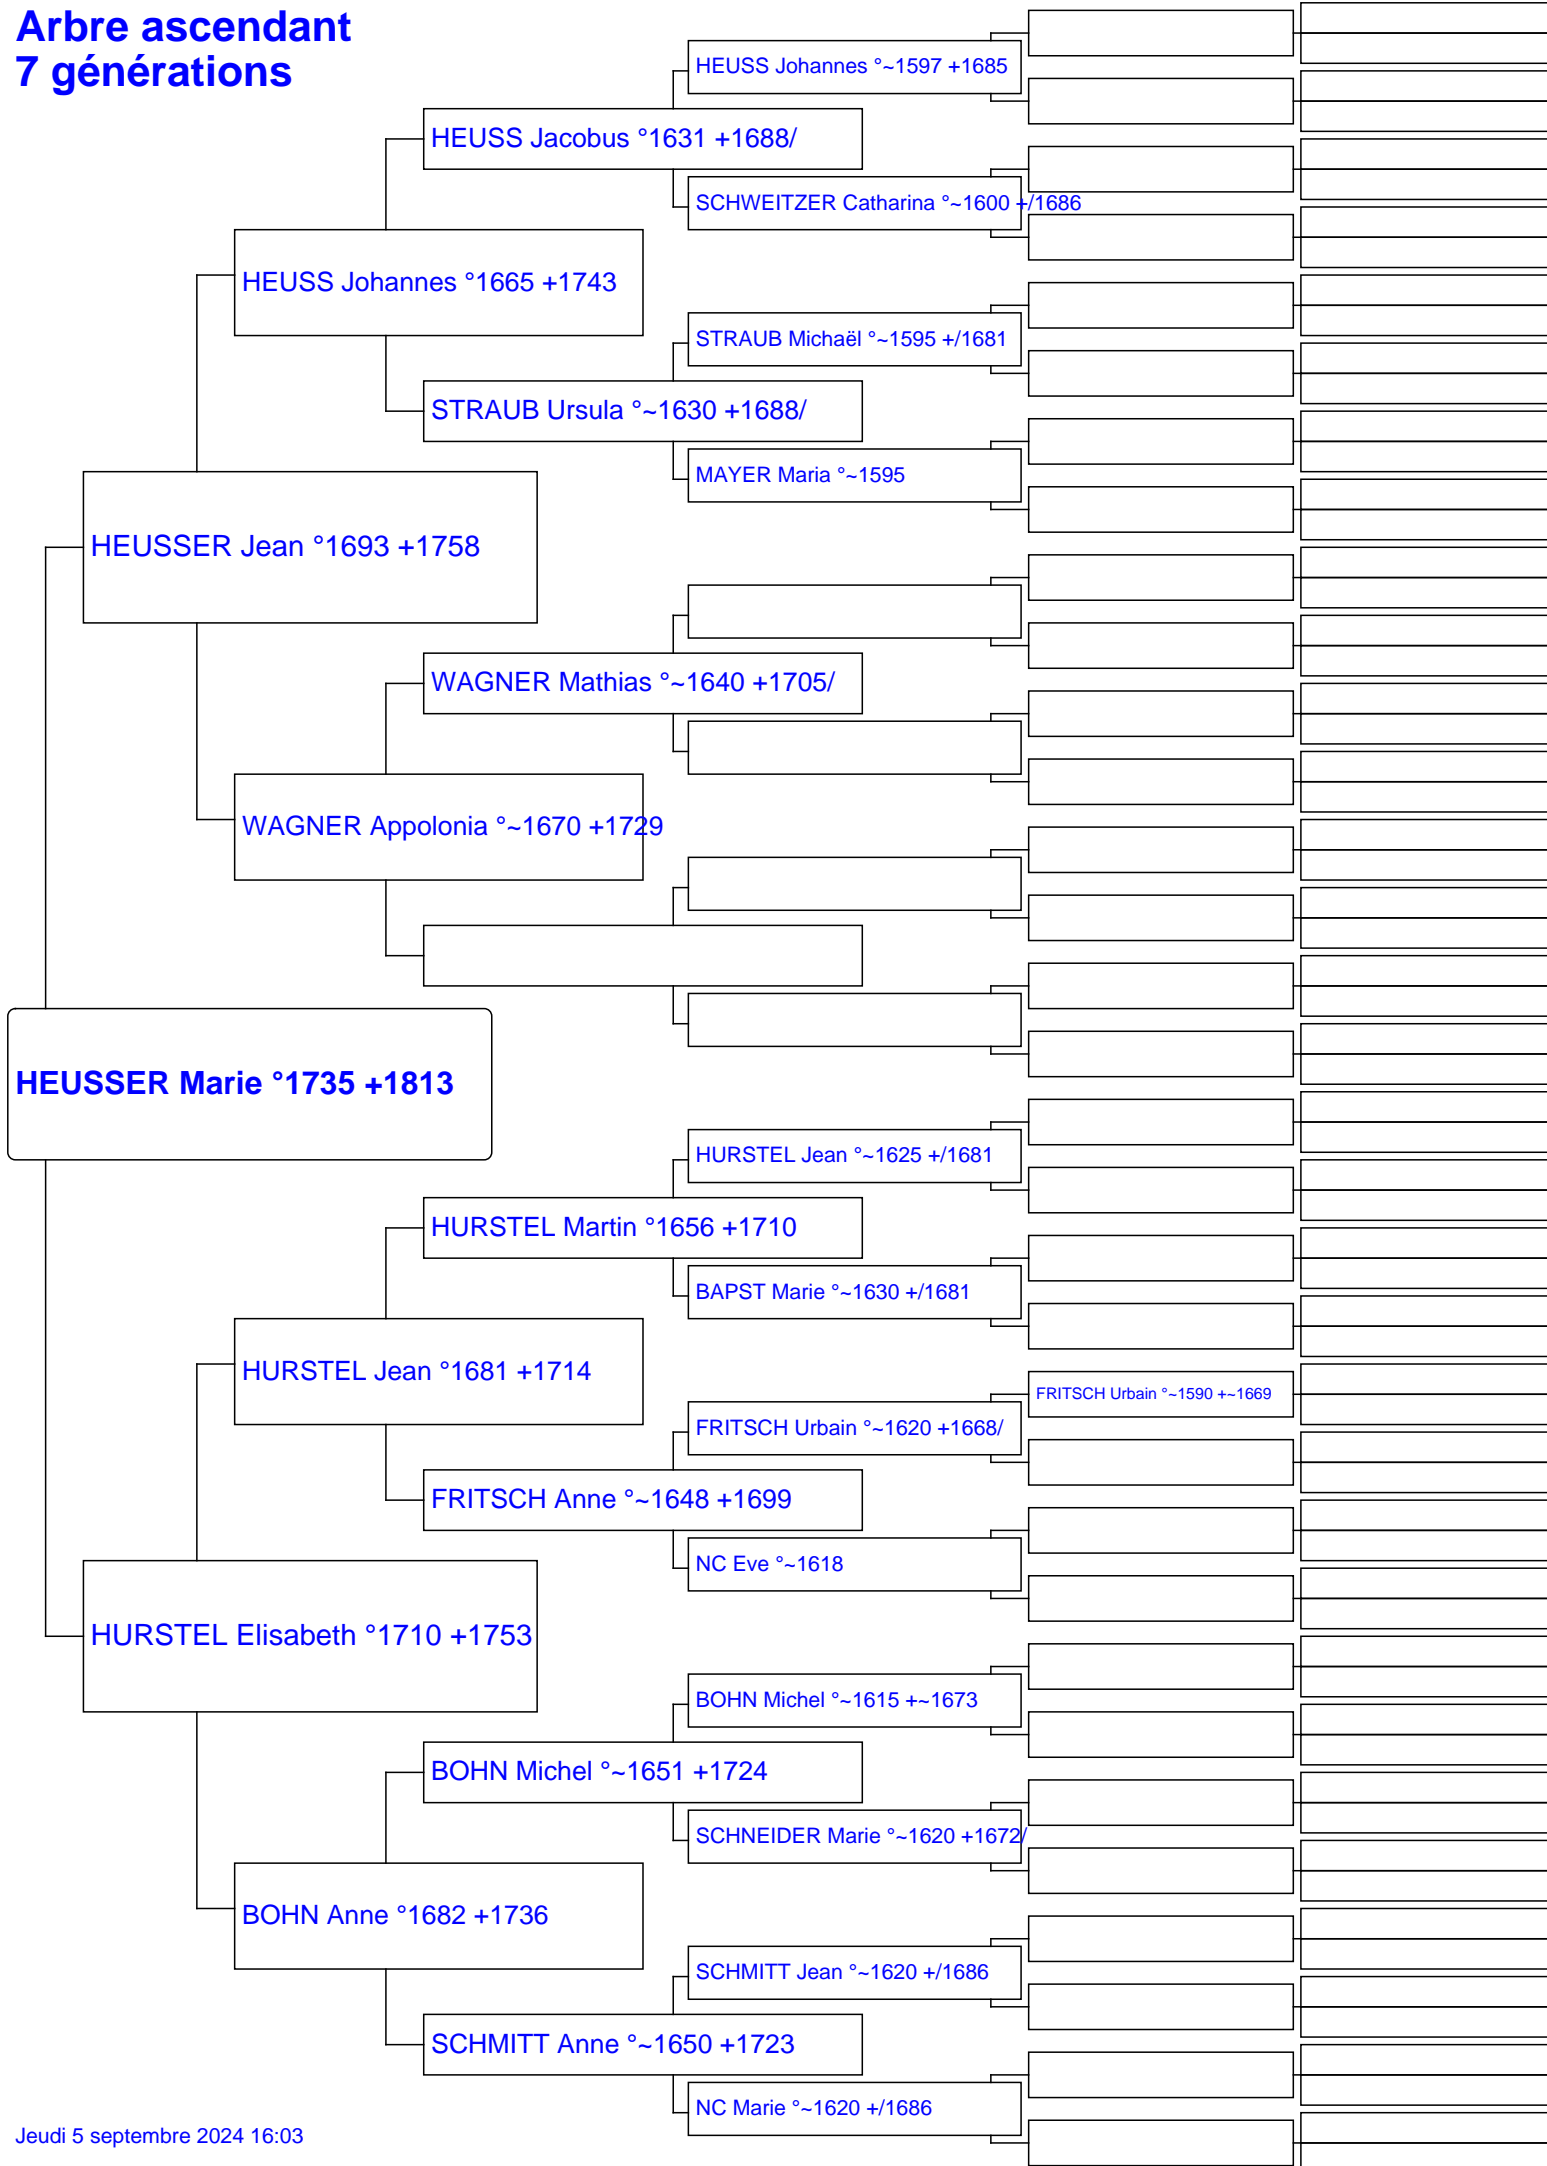 Arbre ascendant
7 générations
HEUSS Johannes °~1597 +1685
HEUSS Jacobus °1631 +1688/
SCHWEITZER Catharina °~1600 +/1686
HEUSS Johannes °1665 +1743
STRAUB Michaël °~1595 +/1681
STRAUB Ursula °~1630 +1688/
MAYER Maria °~1595
HEUSSER Jean °1693 +1758
WAGNER Mathias °~1640 +1705/
WAGNER Appolonia °~1670 +1729
HEUSSER Marie °1735 +1813
HURSTEL Jean °~1625 +/1681
HURSTEL Martin °1656 +1710
BAPST Marie °~1630 +/1681
HURSTEL Jean °1681 +1714
FRITSCH Urbain °~1590 +~1669
FRITSCH Urbain °~1620 +1668/
FRITSCH Anne °~1648 +1699
NC Eve °~1618
HURSTEL Elisabeth °1710 +1753
BOHN Michel °~1615 +~1673
BOHN Michel °~1651 +1724
SCHNEIDER Marie °~1620 +1672/
BOHN Anne °1682 +1736
SCHMITT Jean °~1620 +/1686
SCHMITT Anne °~1650 +1723
NC Marie °~1620 +/1686
Jeudi 5 septembre 2024 16:03